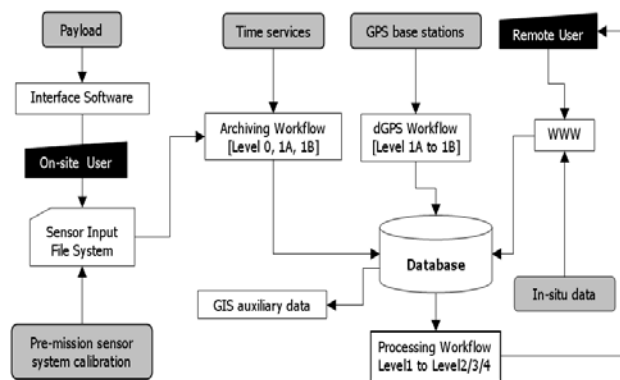 Payload
Time services
GPS base stations
Remote User
Interface Software
Archiving Workflow
[Level 0, 1A, 1B]
dGPS Workflow
[Level 1A to 1B]
WWW
On-site User
Sensor Input
File System
Database
GIS auxiliary data
In-situ data
Pre-mission sensor
system calibration
Processing Workflow
Level1 to Level2/3/4